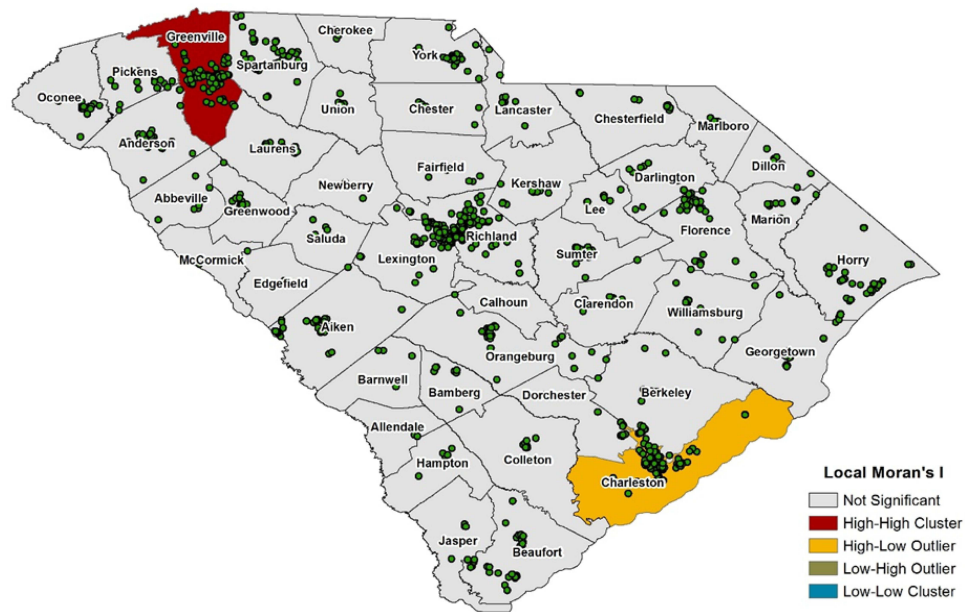 Cherokee
Greenville
York
Spartanburg
Pickens
Oconee
Union
Chester
Lancaster
Chesterfield
Marlboro
Anderson
Laurens
Dillon
Fairfield
Darlington
Kershaw
Newberry
Abbeville
Greenwood
Lee
Marion
Saluda
Richland
Florence
Sumter
Lexington
Horry
McCormick
Edgefield
Calhoun
Clarendon
Williamsburg
Aiken
Orangeburg
Georgetown
Barnwell
Bamberg
Dorchester
Berkeley
Allendale
Hampton
Colleton
Charleston
Jasper
Beaufort
Local Moran's I
Not Significant
High-High Cluster
High-Low Outlier
Low-High Outlier
Low-Low Cluster